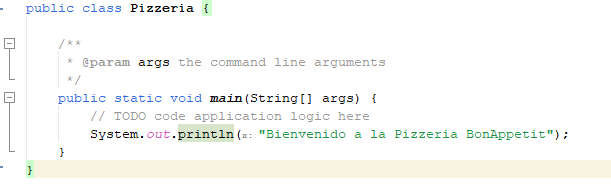 public class Pizzeria {
/**
* @param args the command line arguments
*/
public static void main(String[] args) {
// TODO code application logic here
System.out.println(x: "Bienvenido a la Pizzeria BonAppetit");
}
}